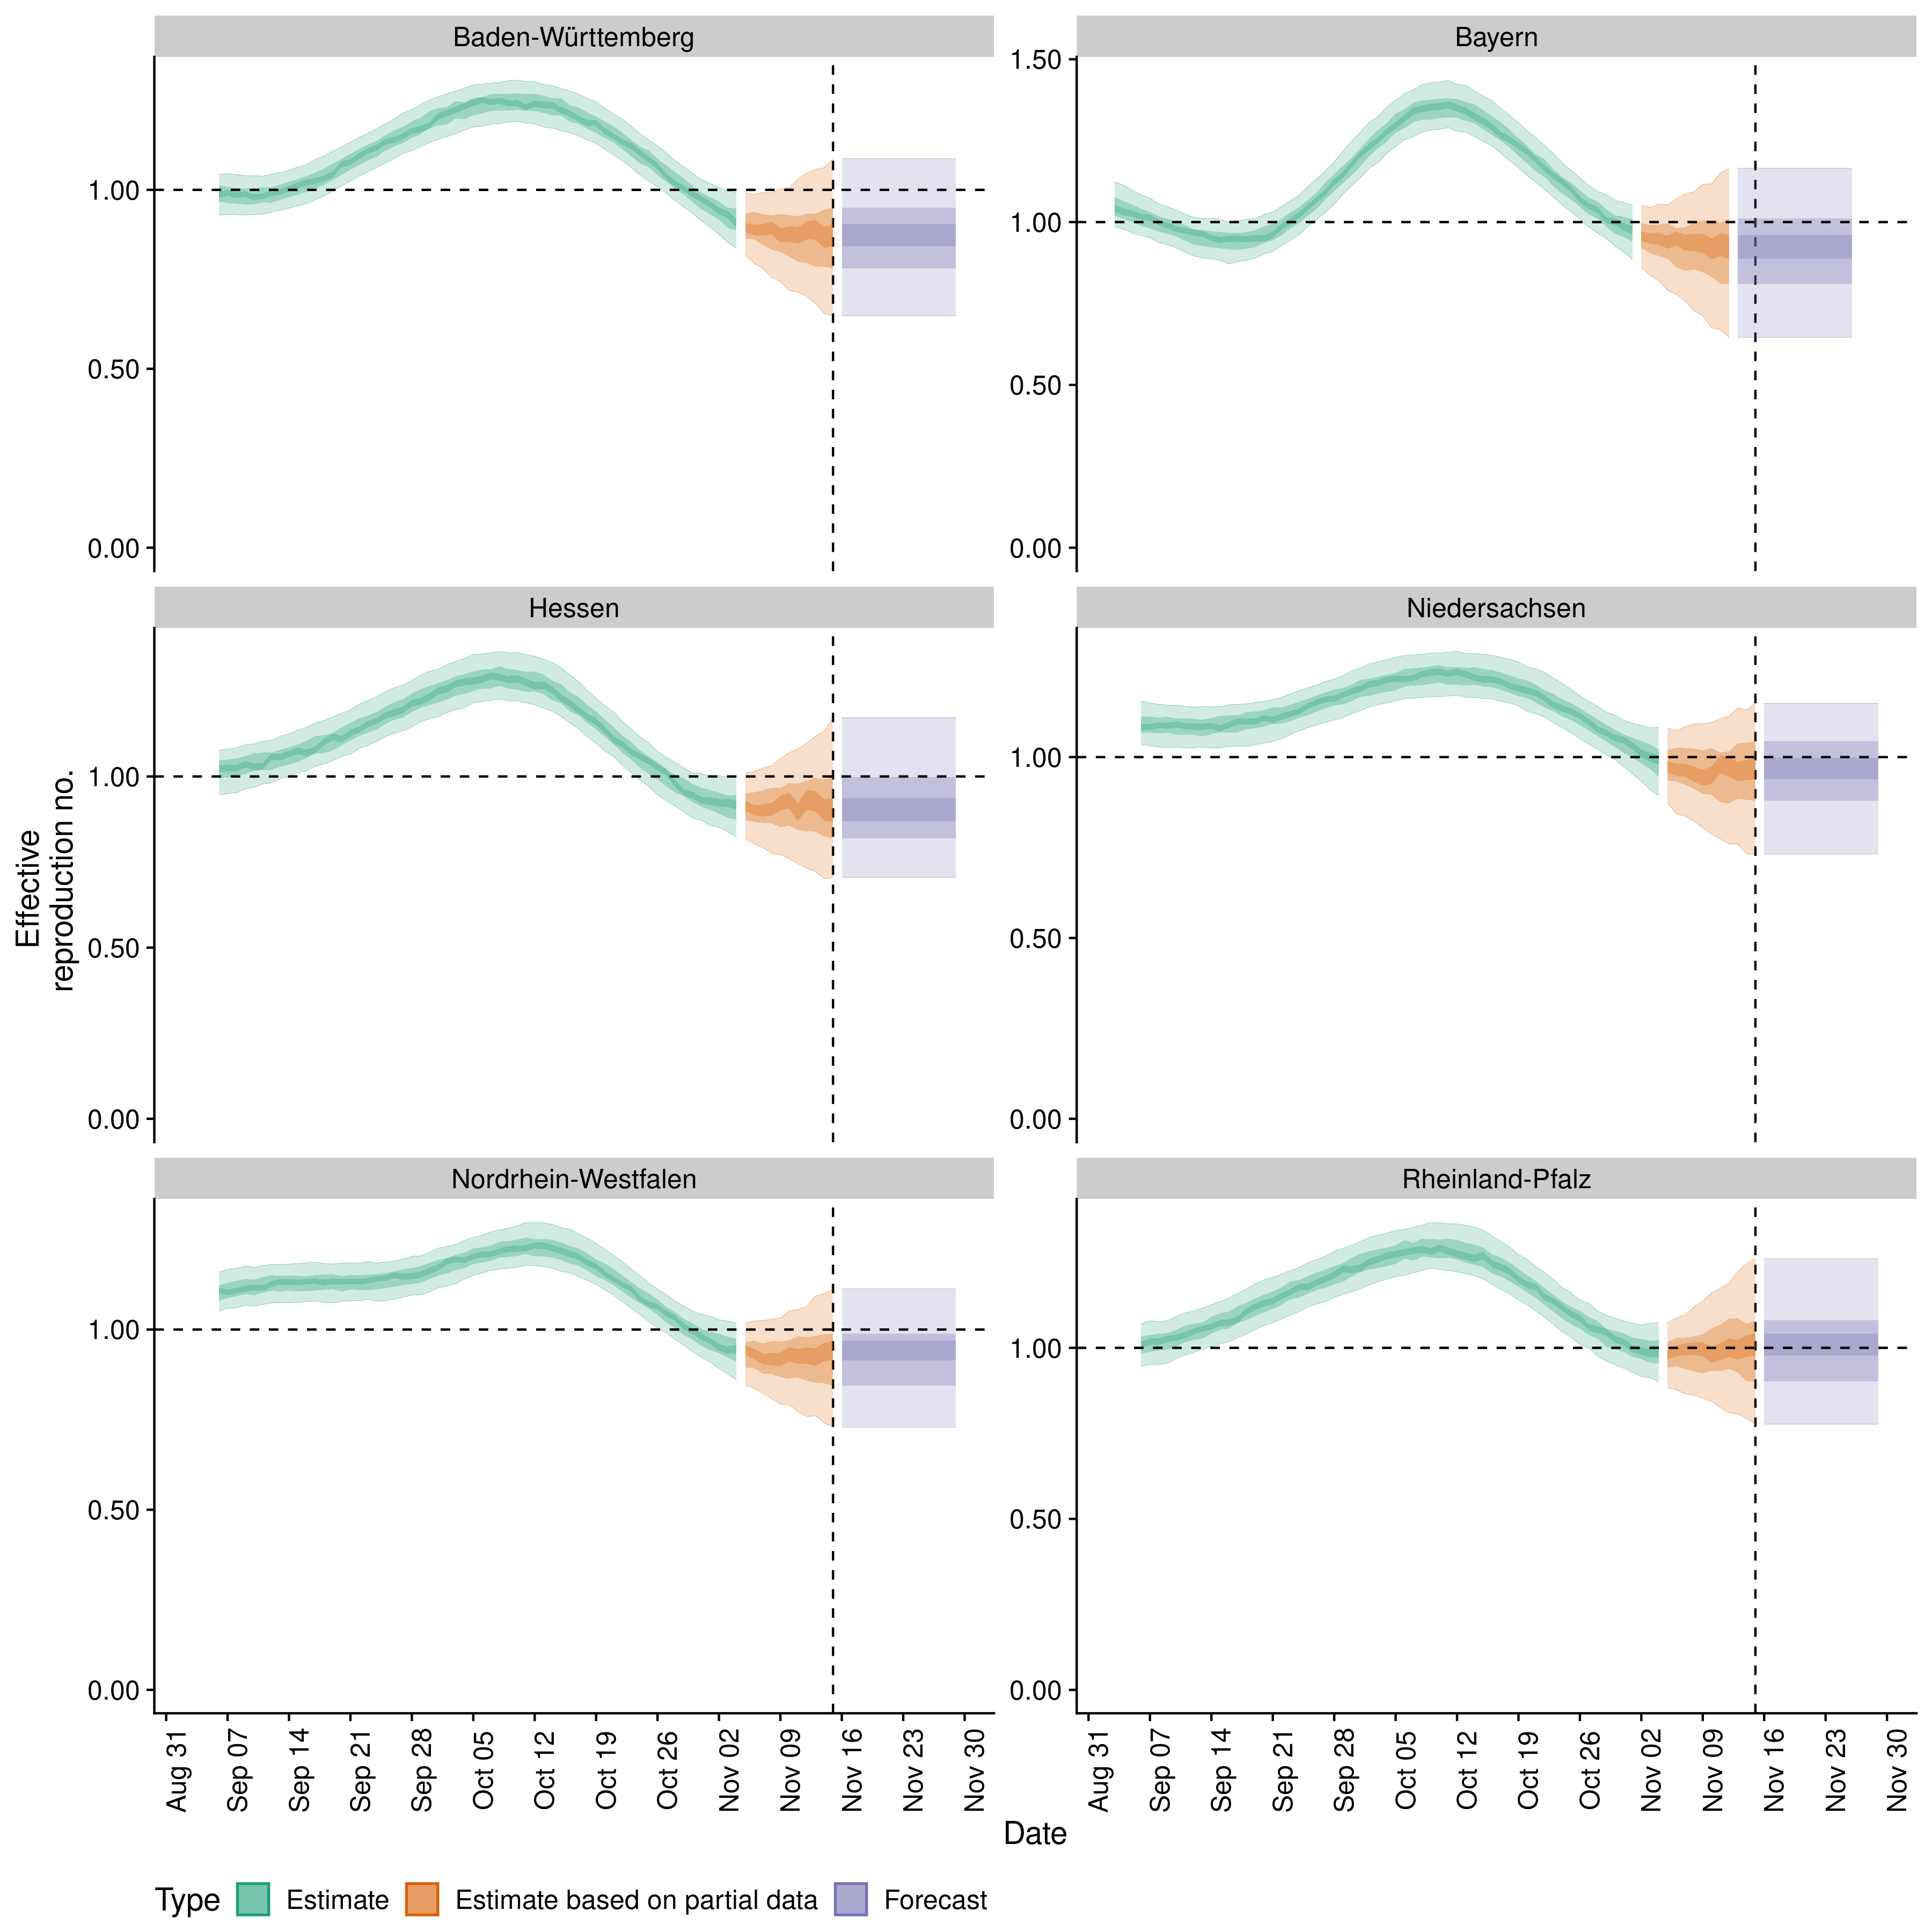 Baden-Württemberg
Bayern
1.00
0.50
0.00
1.50
1.00
0.50
0.00
Hessen
Niedersachsen
1.00
0.50
0.00
1.00
0.50
0.00
Effective
reproduction no.
Nordrhein-Westfalen
Rheinland-Pfalz
1.00
0.50
0.00
1.00
0.50
0.00
Aug 31
Sep 07
Sep 14
Sep 21
Sep 28
Oct 05
Oct 12
Oct 19
Oct 26
Nov 02
Nov 09
Nov 16
Nov 23
Nov 30
Aug 31
Sep 07
Sep 14
Sep 21
Sep 28
Oct 05
Oct 12
Oct 19
Oct 26
Nov 02
Nov 09
Nov 16
Nov 23
Nov 30
Date
Type Estimate Estimate based on partial data Forecast